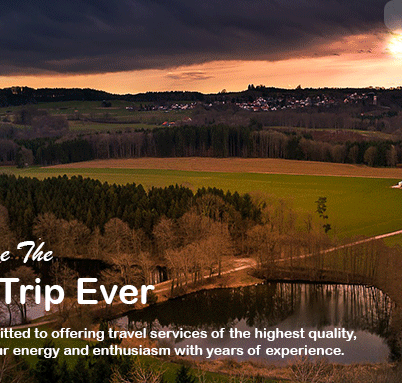 e The
Trip Ever
itted to offering travel services of the highest quality,
ur energy and enthusiasm with years of experience.